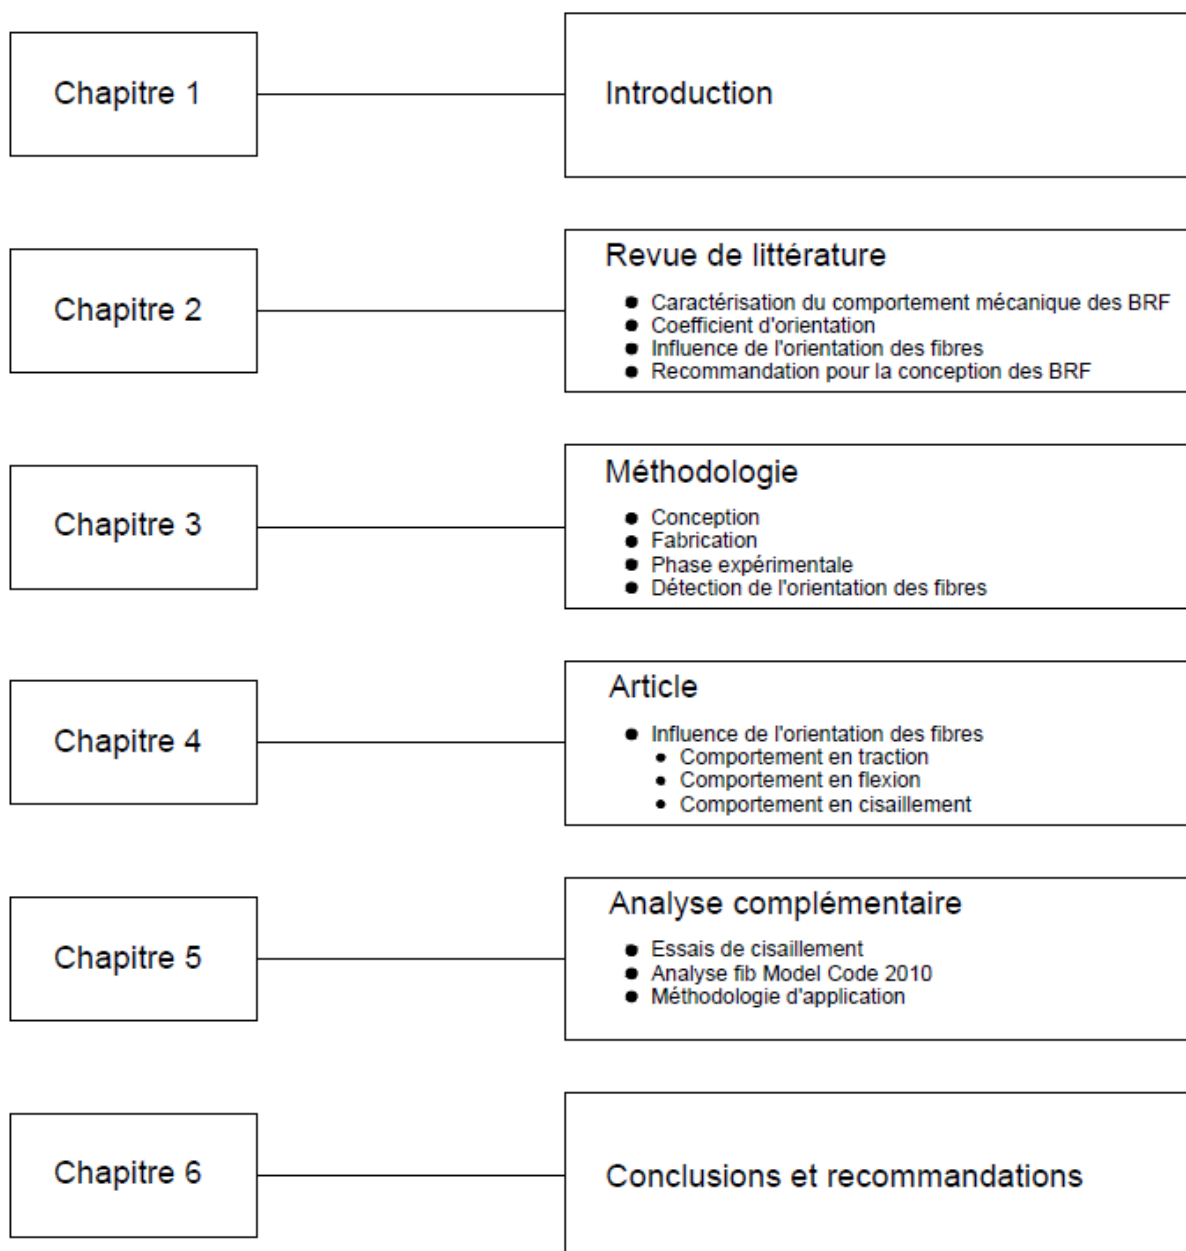 Chapitre 1
Introduction
Chapitre 2
Revue de littérature
● Caractérisation du comportement mécanique des BRF
● Coefficient d'orientation
● Influence de l'orientation des fibres
● Recommandation pour la conception des BRF
Chapitre 3
Méthodologie
● Conception
● Fabrication
● Phase expérimentale
● Détection de l'orientation des fibres
Chapitre 4
Article
● Influence de l'orientation des fibres
● Comportement en traction
● Comportement en flexion
● Comportement en cisaillement
Chapitre 5
Analyse complémentaire
● Essais de cisaillement
● Analyse fib Model Code 2010
● Méthodologie d'application
Chapitre 6
Conclusions et recommandations